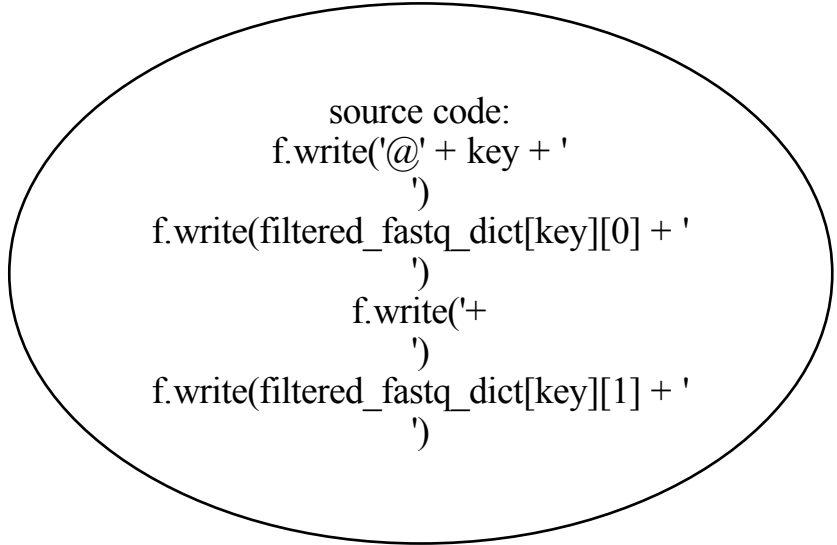 source code:
f.write('@' + key + '
')
f.write(filtered_fastq_dict[key][0] + '
')
f.write('+
')
f.write(filtered_fastq_dict[key][1] + '
')